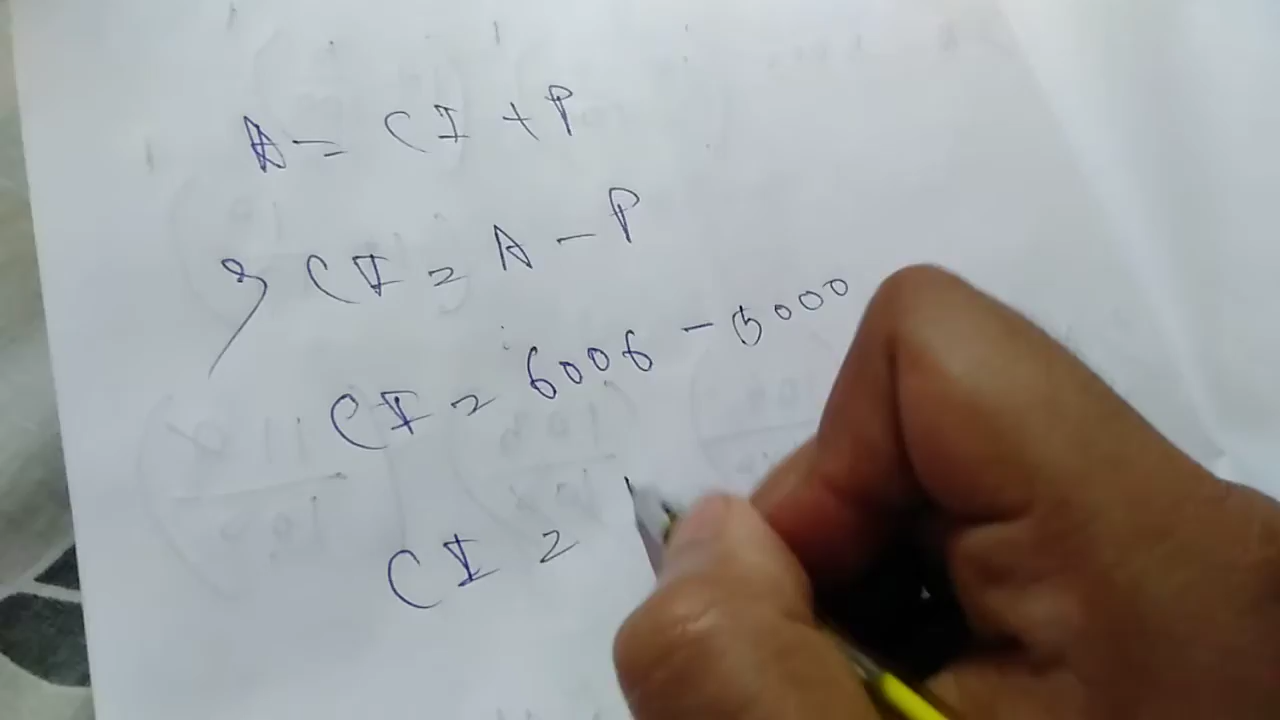 A = CI + P
⇒ CI = A - P
CI = 6006 - 5000
CI =